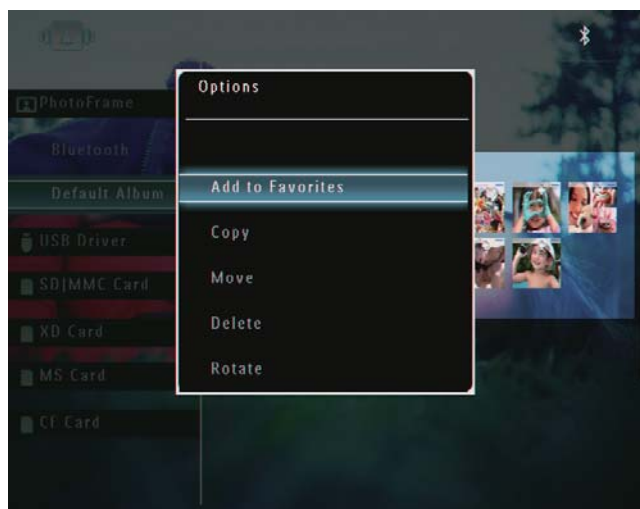 Options
Add to Favorites
Copy
Move
Delete
Rotate
PhotoFrame
Bluetooth
Default Album
USB Driver
SD|MMC Card
XD Card
MS Card
CF Card